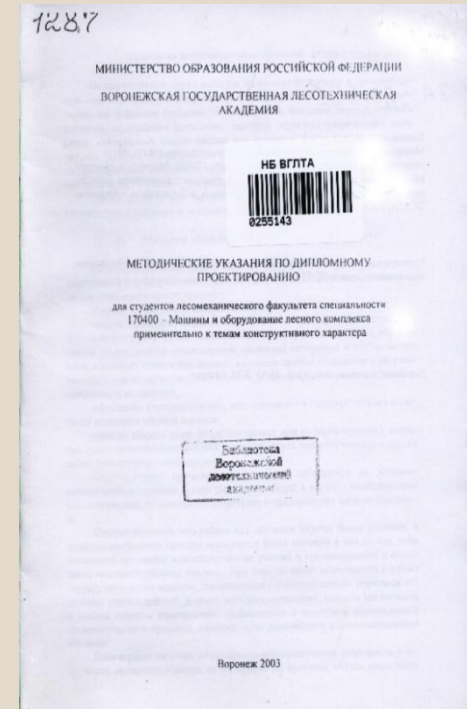 1287
МИНИСТЕРСТВО ОБРАЗОВАНИЯ РОССИЙСКОЙ ФЕДЕРАЦИИ
ВОРОНЕЖСКАЯ ГОСУДАРСТВЕННАЯ ЛЕСОТЕХНИЧЕСКАЯ
АКАДЕМИЯ
НБ ВГЛТА
0255143
МЕТОДИЧЕСКИЕ УКАЗАНИЯ ПО ДИПЛОМНОМУ
ПРОЕКТИРОВАНИЮ
для студентов лесомеханического факультета специальности
170400 – Машины и оборудование лесного комплекса
применительно к темам конструктивного характера
Библиотека
Воронежской
лесотехнической
академии
Воронеж 2003